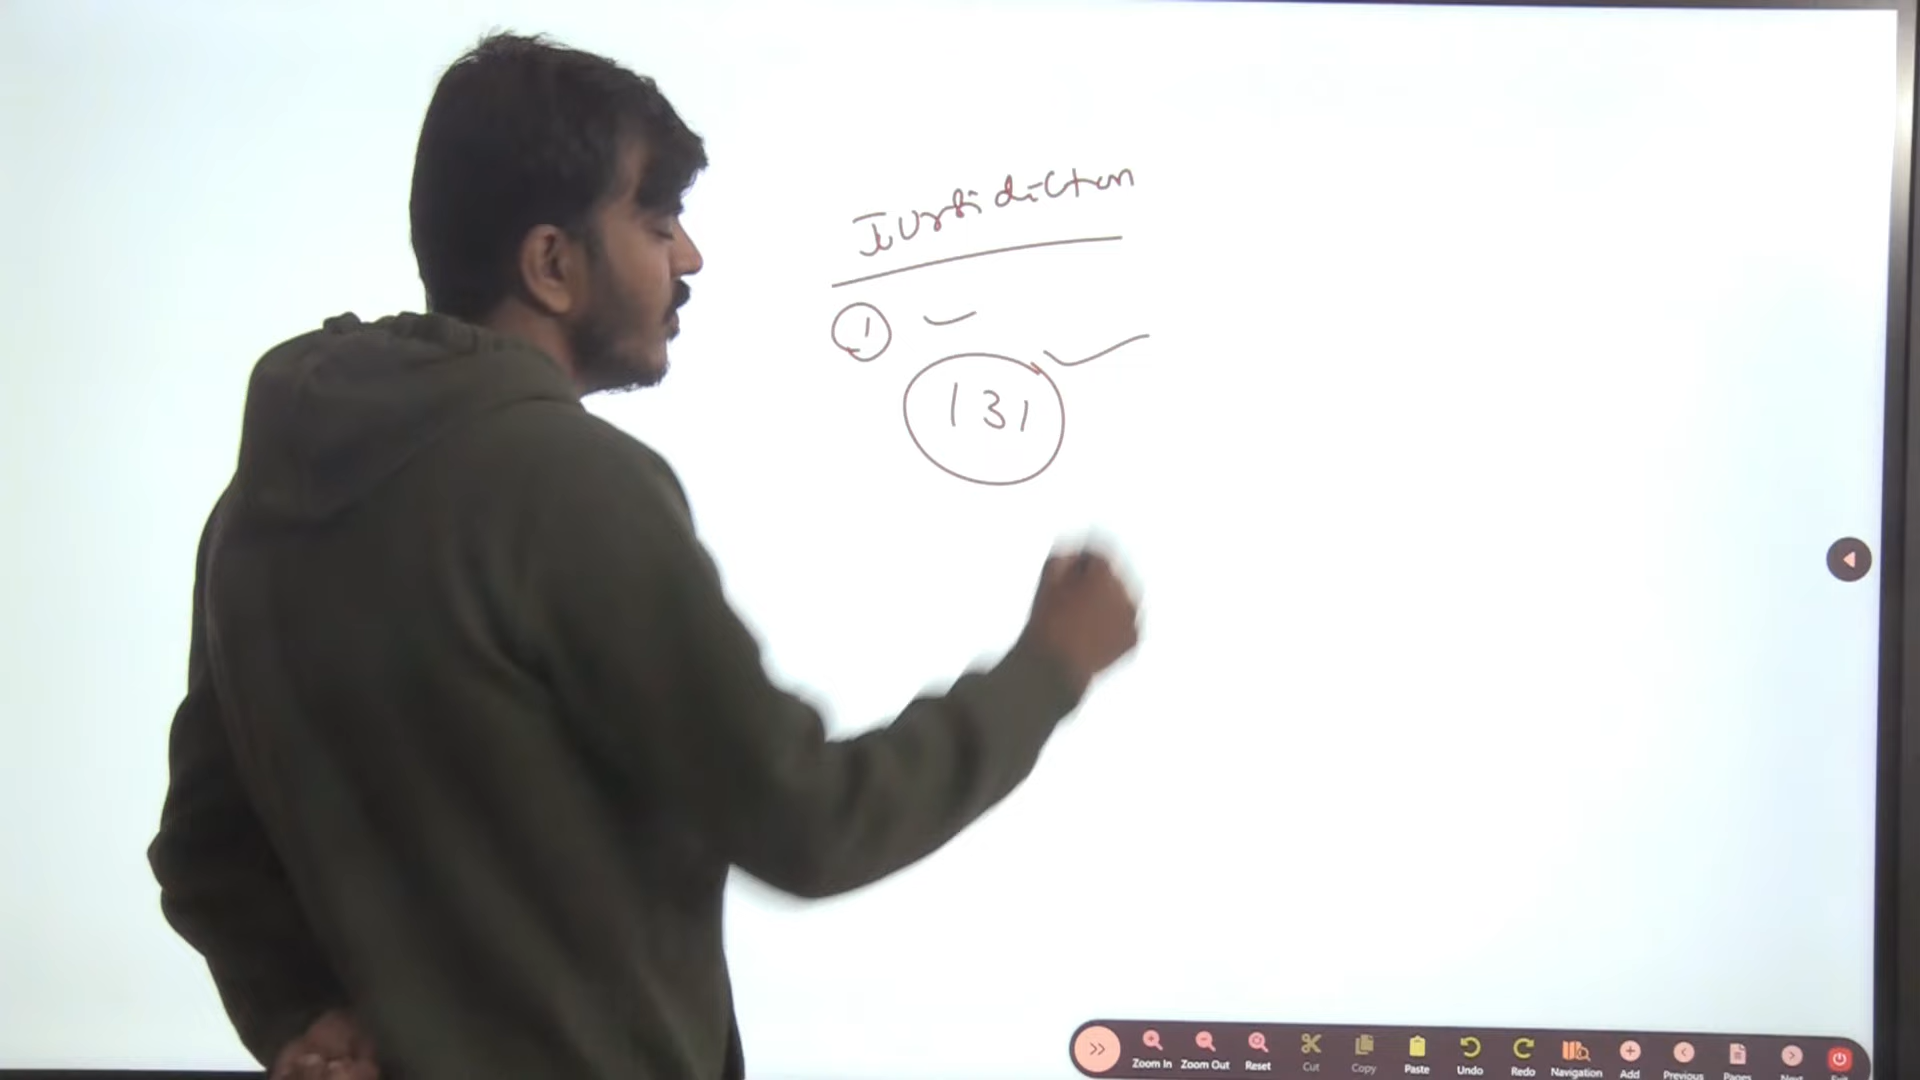 Jurisdiction
1
131
Zoom In Zoom Out Reset Cut Copy Paste Undo Redo Navigation Add Previous Pages Next